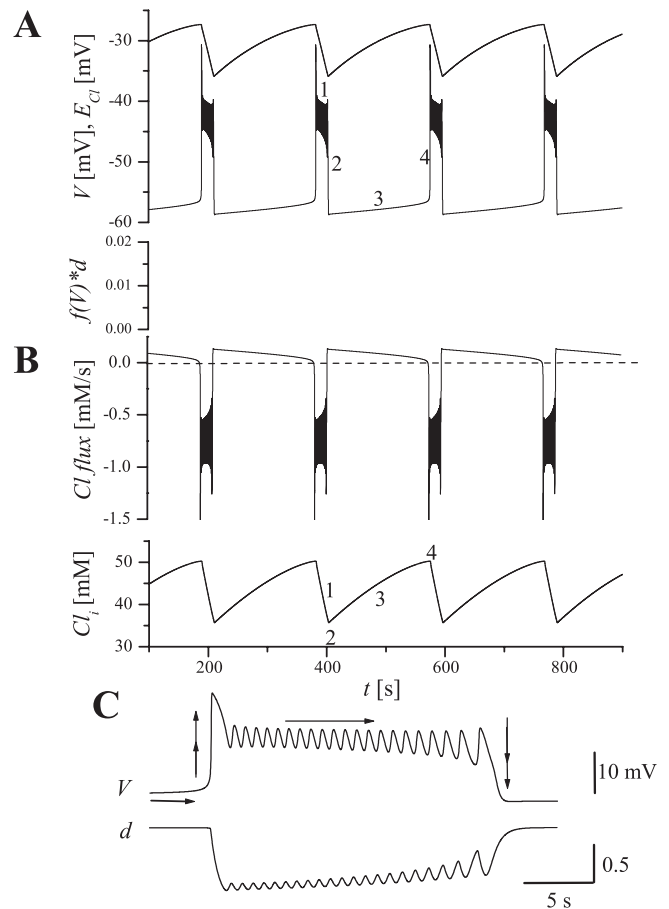 A
V [mV], E_Cl [mV]
-30
-40
-50
-60
1
2
3
4
f(V)*d
0.02
0.01
0.00
B
Cl flux [mM/s]
0.0
-0.5
-1.0
-1.5
Cl_i [mM]
50
40
30
1
2
3
4
200
400
600
800
t [s]
C
V
10 mV
d
0.5
5 s